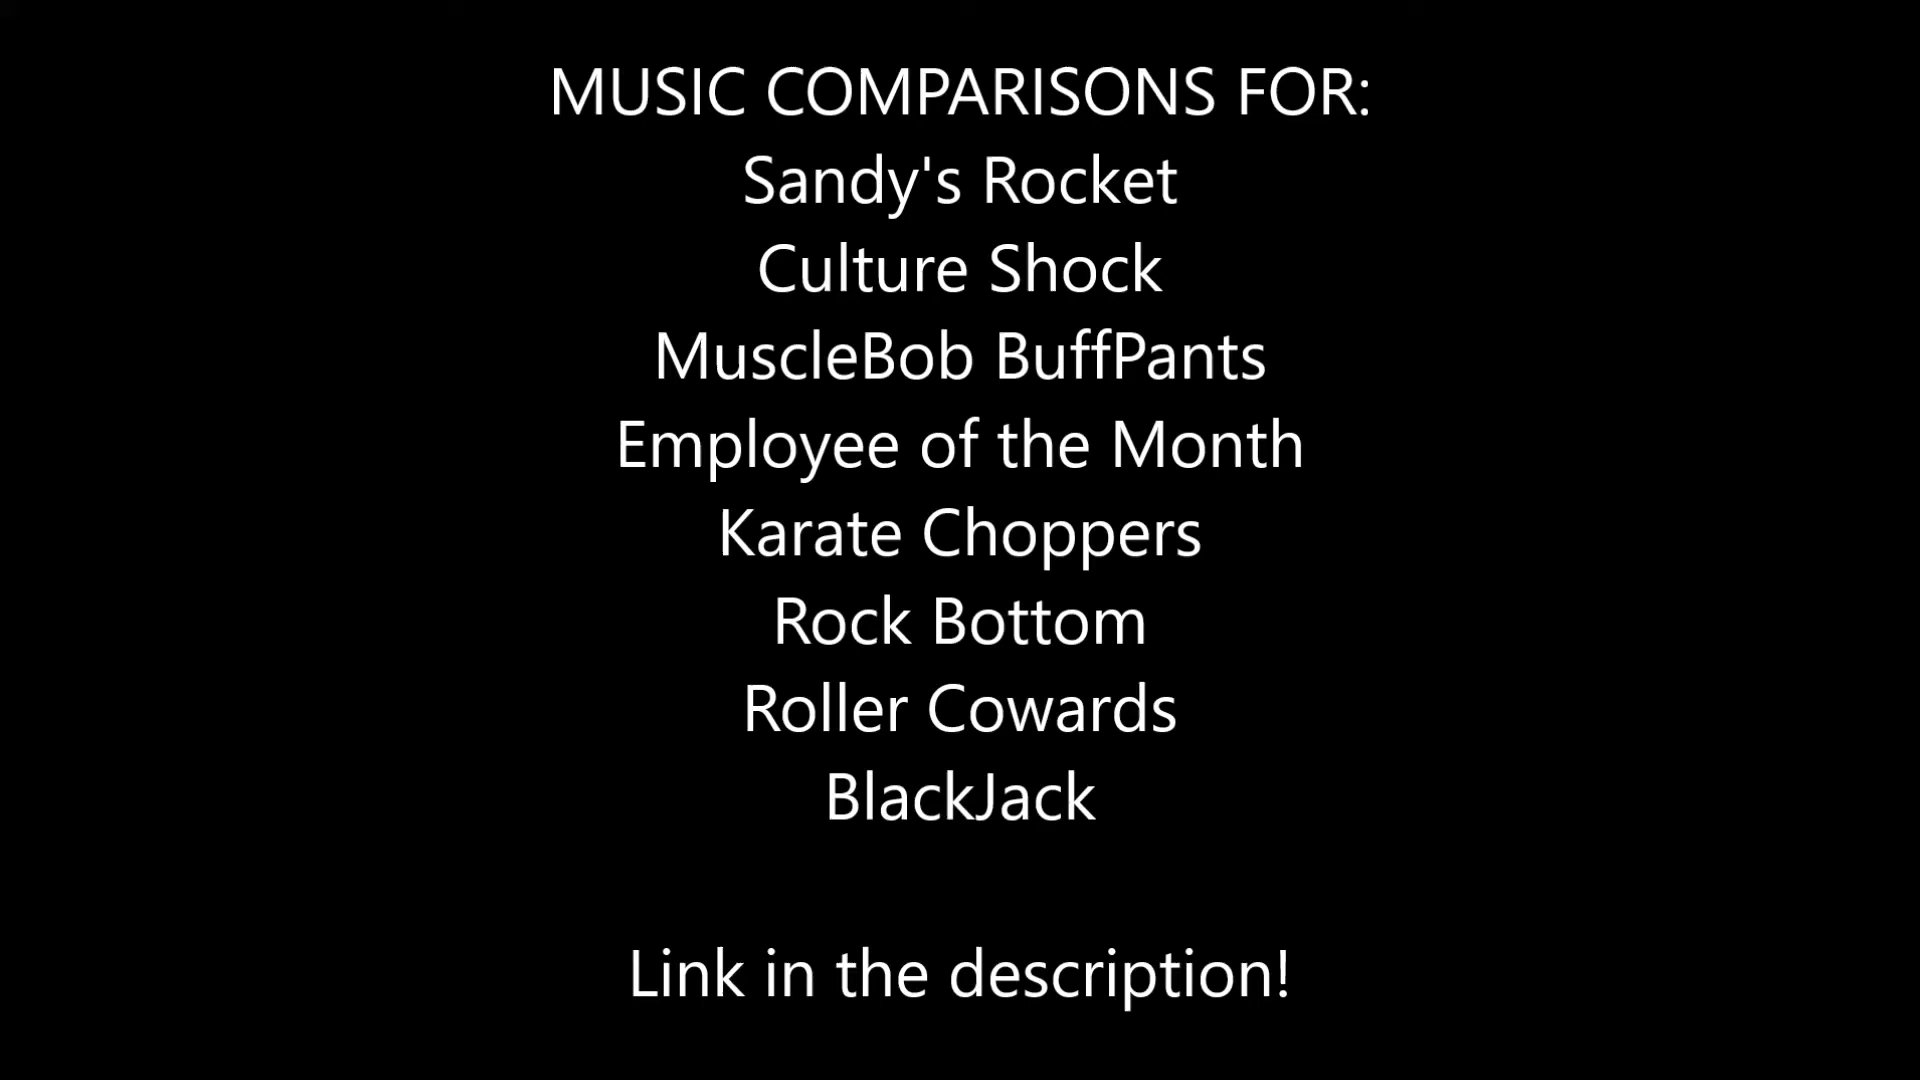 MUSIC COMPARISONS FOR:
Sandy's Rocket
Culture Shock
MuscleBob BuffPants
Employee of the Month
Karate Choppers
Rock Bottom
Roller Cowards
BlackJack
Link in the description!